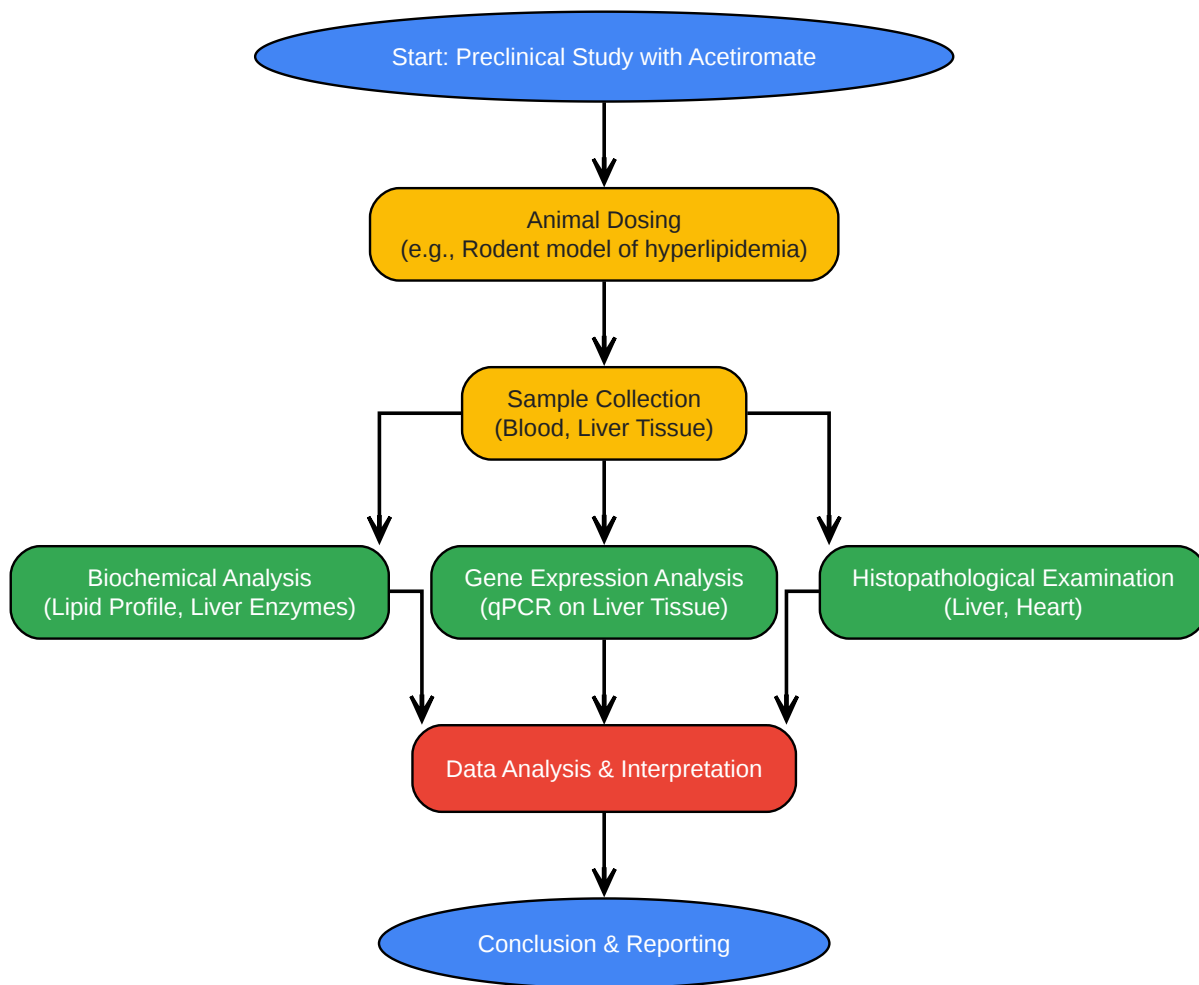 Start: Preclinical Study with Acetiromate
Animal Dosing
(e.g., Rodent model of hyperlipidemia)
Sample Collection
(Blood, Liver Tissue)
Biochemical Analysis
(Lipid Profile, Liver Enzymes)
Gene Expression Analysis
(qPCR on Liver Tissue)
Histopathological Examination
(Liver, Heart)
Data Analysis & Interpretation
Conclusion & Reporting